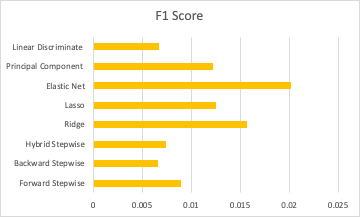 F1 Score
Linear Discriminate
Principal Component
Elastic Net
Lasso
Ridge
Hybrid Stepwise
Backward Stepwise
Forward Stepwise
0 0.005 0.01 0.015 0.02 0.025